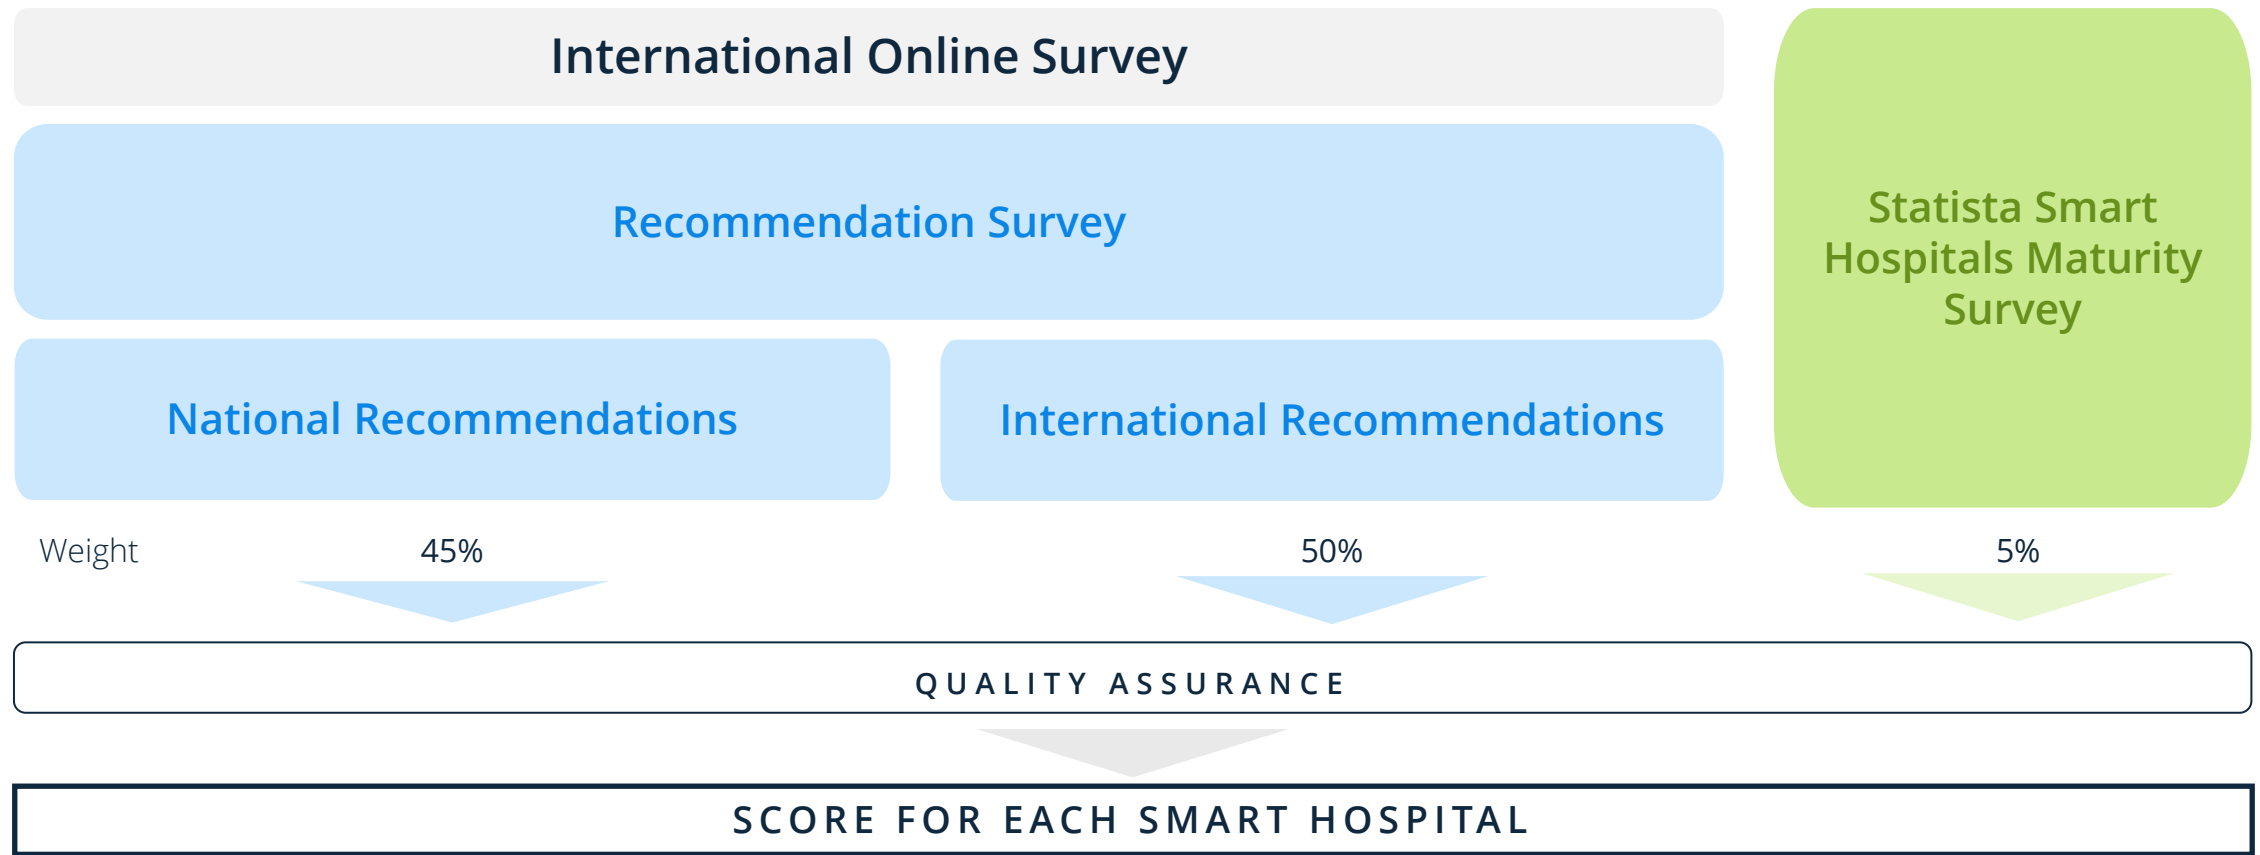 International Online Survey
Recommendation Survey
Statista Smart
Hospitals Maturity
Survey
National Recommendations
International Recommendations
Weight
45%
50%
5%
QUALITY ASSURANCE
SCORE FOR EACH SMART HOSPITAL